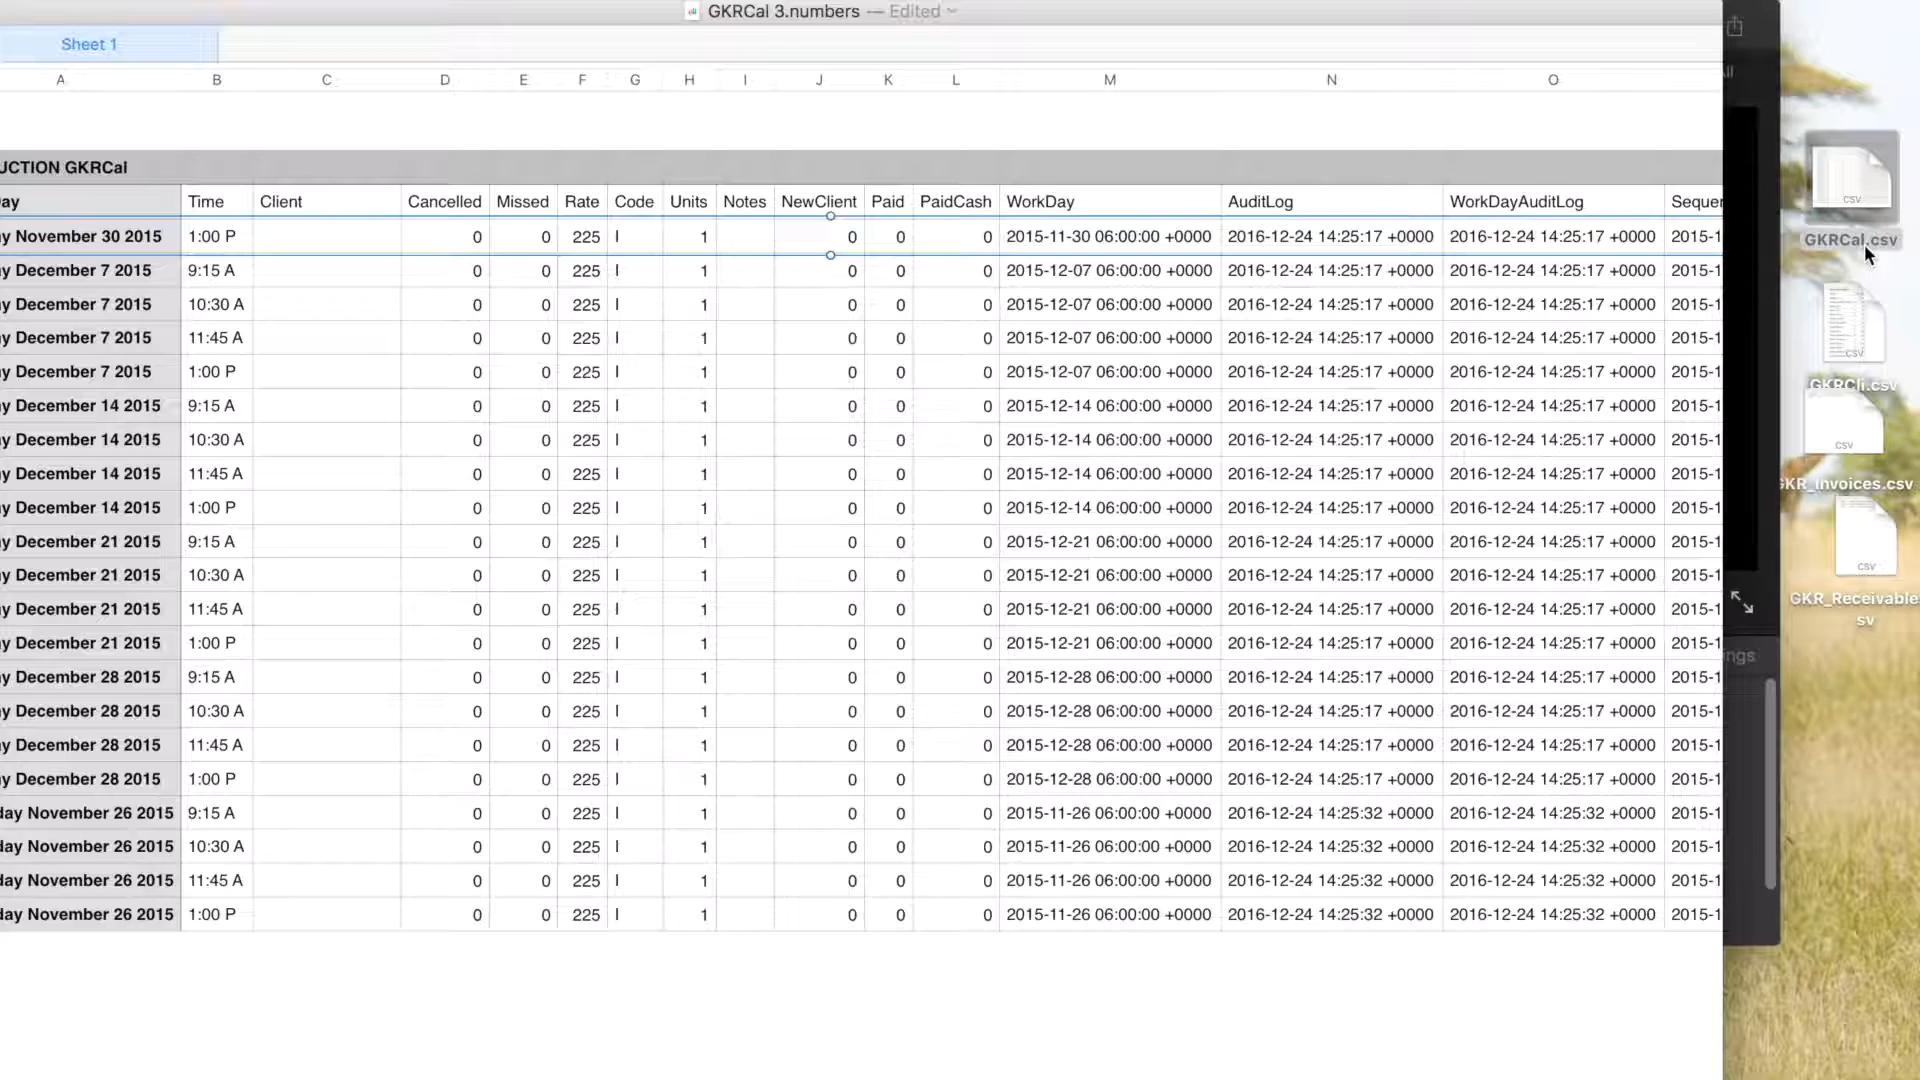 GKRCal 3.numbers — Edited
Sheet 1
A B C D E F G H I J K L M N O
UCTION GKRCal
ay Time Client Cancelled Missed Rate Code Units Notes NewClient Paid PaidCash WorkDay AuditLog WorkDayAuditLog Sequer
y November 30 2015 1:00 P 0 0 225 I 1 0 0 0 2015-11-30 06:00:00 +0000 2016-12-24 14:25:17 +0000 2016-12-24 14:25:17 +0000 2015-1
y December 7 2015 9:15 A 0 0 225 I 1 0 0 0 2015-12-07 06:00:00 +0000 2016-12-24 14:25:17 +0000 2016-12-24 14:25:17 +0000 2015-1
y December 7 2015 10:30 A 0 0 225 I 1 0 0 0 2015-12-07 06:00:00 +0000 2016-12-24 14:25:17 +0000 2016-12-24 14:25:17 +0000 2015-1
y December 7 2015 11:45 A 0 0 225 I 1 0 0 0 2015-12-07 06:00:00 +0000 2016-12-24 14:25:17 +0000 2016-12-24 14:25:17 +0000 2015-1
y December 7 2015 1:00 P 0 0 225 I 1 0 0 0 2015-12-07 06:00:00 +0000 2016-12-24 14:25:17 +0000 2016-12-24 14:25:17 +0000 2015-1
y December 14 2015 9:15 A 0 0 225 I 1 0 0 0 2015-12-14 06:00:00 +0000 2016-12-24 14:25:17 +0000 2016-12-24 14:25:17 +0000 2015-1
y December 14 2015 10:30 A 0 0 225 I 1 0 0 0 2015-12-14 06:00:00 +0000 2016-12-24 14:25:17 +0000 2016-12-24 14:25:17 +0000 2015-1
y December 14 2015 11:45 A 0 0 225 I 1 0 0 0 2015-12-14 06:00:00 +0000 2016-12-24 14:25:17 +0000 2016-12-24 14:25:17 +0000 2015-1
y December 14 2015 1:00 P 0 0 225 I 1 0 0 0 2015-12-14 06:00:00 +0000 2016-12-24 14:25:17 +0000 2016-12-24 14:25:17 +0000 2015-1
y December 21 2015 9:15 A 0 0 225 I 1 0 0 0 2015-12-21 06:00:00 +0000 2016-12-24 14:25:17 +0000 2016-12-24 14:25:17 +0000 2015-1
y December 21 2015 10:30 A 0 0 225 I 1 0 0 0 2015-12-21 06:00:00 +0000 2016-12-24 14:25:17 +0000 2016-12-24 14:25:17 +0000 2015-1
y December 21 2015 11:45 A 0 0 225 I 1 0 0 0 2015-12-21 06:00:00 +0000 2016-12-24 14:25:17 +0000 2016-12-24 14:25:17 +0000 2015-1
y December 21 2015 1:00 P 0 0 225 I 1 0 0 0 2015-12-21 06:00:00 +0000 2016-12-24 14:25:17 +0000 2016-12-24 14:25:17 +0000 2015-1
y December 28 2015 9:15 A 0 0 225 I 1 0 0 0 2015-12-28 06:00:00 +0000 2016-12-24 14:25:17 +0000 2016-12-24 14:25:17 +0000 2015-1
y December 28 2015 10:30 A 0 0 225 I 1 0 0 0 2015-12-28 06:00:00 +0000 2016-12-24 14:25:17 +0000 2016-12-24 14:25:17 +0000 2015-1
y December 28 2015 11:45 A 0 0 225 I 1 0 0 0 2015-12-28 06:00:00 +0000 2016-12-24 14:25:17 +0000 2016-12-24 14:25:17 +0000 2015-1
y December 28 2015 1:00 P 0 0 225 I 1 0 0 0 2015-12-28 06:00:00 +0000 2016-12-24 14:25:17 +0000 2016-12-24 14:25:17 +0000 2015-1
day November 26 2015 9:15 A 0 0 225 I 1 0 0 0 2015-11-26 06:00:00 +0000 2016-12-24 14:25:32 +0000 2016-12-24 14:25:32 +0000 2015-1
day November 26 2015 10:30 A 0 0 225 I 1 0 0 0 2015-11-26 06:00:00 +0000 2016-12-24 14:25:32 +0000 2016-12-24 14:25:32 +0000 2015-1
day November 26 2015 11:45 A 0 0 225 I 1 0 0 0 2015-11-26 06:00:00 +0000 2016-12-24 14:25:32 +0000 2016-12-24 14:25:32 +0000 2015-1
day November 26 2015 1:00 P 0 0 225 I 1 0 0 0 2015-11-26 06:00:00 +0000 2016-12-24 14:25:32 +0000 2016-12-24 14:25:32 +0000 2015-1
ngs
CSV
GKRCal.csv
CSV
GKRCli.csv
CSV
GKR_Invoices.csv
CSV
GKR_Receivable
sv